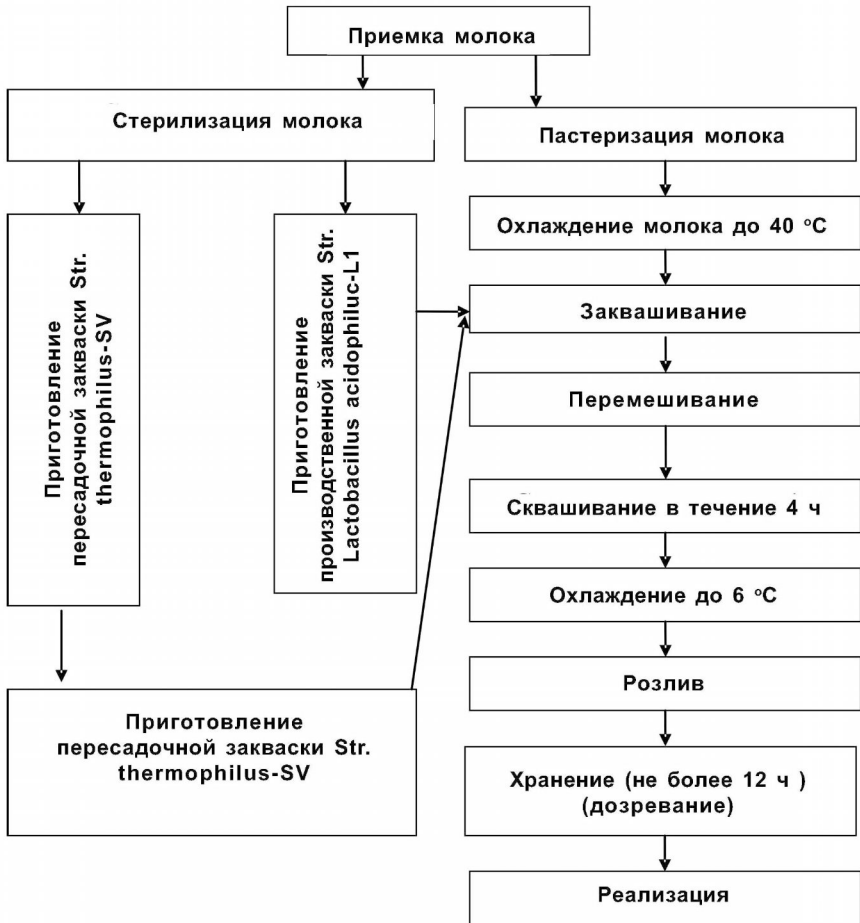 Приемка молока
Стерилизация молока
Пастеризация молока
Охлаждение молока до 40 °С
Приготовление
пересадочной закваски Str.
thermophilus-SV
Приготовление
производственной закваски Str.
Lactobacillus acidophiluc-L1
Заквашивание
Перемешивание
Сквашивание в течение 4 ч
Охлаждение до 6 °С
Приготовление
пересадочной закваски Str.
thermophilus-SV
Розлив
Хранение (не более 12 ч )
(дозревание)
Реализация